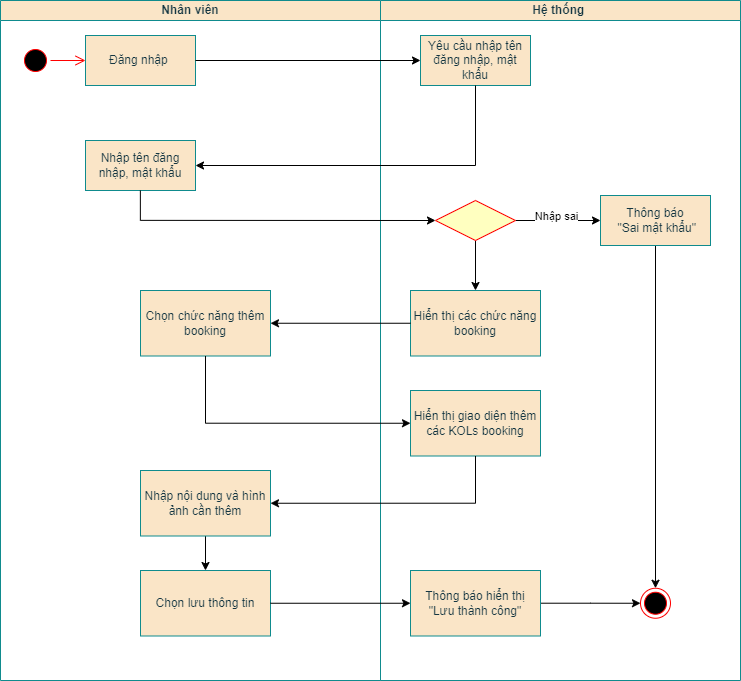 Nhân viên
Hệ thống
Đăng nhập
Yêu cầu nhập tên
đăng nhập, mật
khẩu
Nhập tên đăng
nhập, mật khẩu
Nhập sai
Thông báo
"Sai mật khẩu"
Chọn chức năng thêm
booking
Hiển thị các chức năng
booking
Hiển thị giao diện thêm
các KOLs booking
Nhập nội dung và hình
ảnh cần thêm
Chọn lưu thông tin
Thông báo hiển thị
"Lưu thành công"